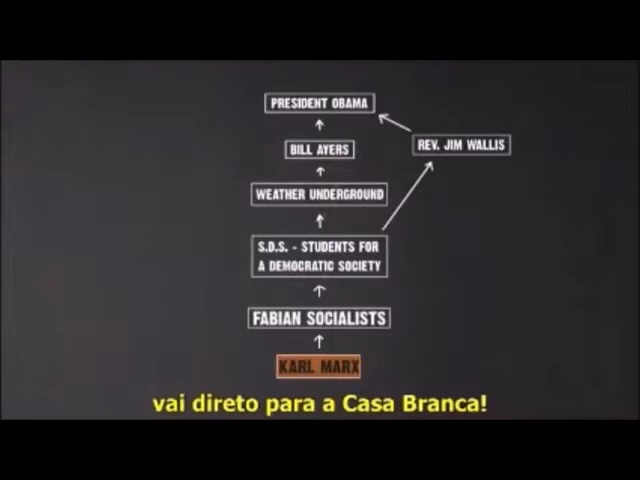 PRESIDENT OBAMA
BILL AYERS
REV. JIM WALLIS
WEATHER UNDERGROUND
S.D.S. - STUDENTS FOR
A DEMOCRATIC SOCIETY
FABIAN SOCIALISTS
KARL MARX
vai direto para a Casa Branca!